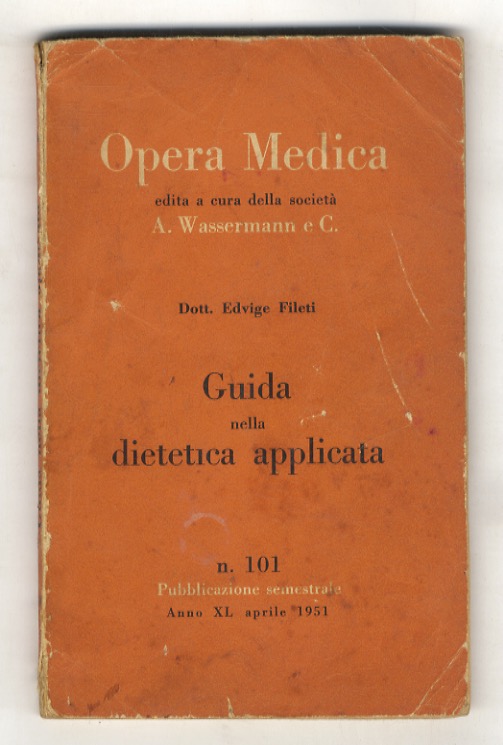 Opera Medica
edita a cura della società
A. Wassermann e C.
Dott. Edvige Fileti
Guida
nella
dietetica applicata
n. 101
Pubblicazione semestrale
Anno XL aprile 1951